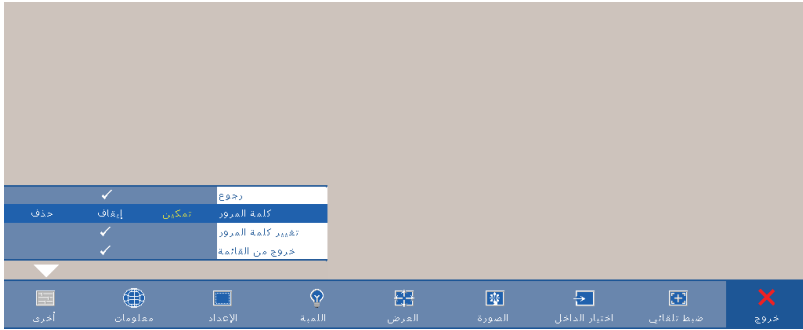 رجوع
كلمة المرور تمكين إيقاف حذف
تغيير كلمة المرور
خروج من القائمة
خروج ضبط تلقائي اختيار الداخل الصورة العرض اللمبة الإعداد معلومات أخرى